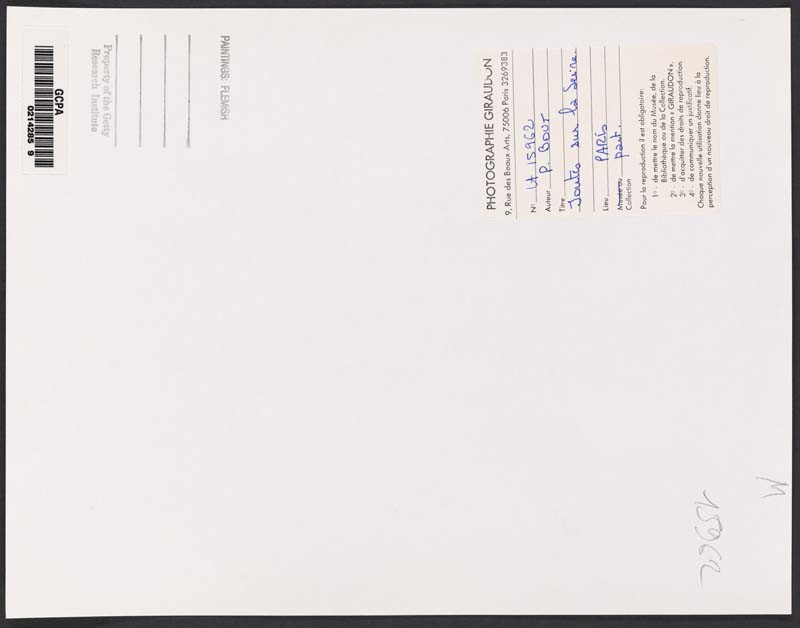 GCPA
0214285 9
Property of the Getty
Research Institute
PAINTINGS: FLEMISH
PHOTOGRAPHIE GIRAUDON
9, Rue des Beaux Arts, 75006 Paris 3269383
N° LA 15962
Auteur P. BOUT
Titre
Joutes sur la Seine.
Lieu PARIS
Musée ou part.
Collection
Pour la reproduction il est obligatoire:
1° - de mettre le nom du Musée, de la
Bibliothèque ou de la Collection.
2° - de mettre la mention « GIRAUDON ».
3° - d'acquitter des droits de reproduction.
4° - de communiquer un justificatif.
Chaque nouvelle utilisation donne lieu à la
perception d'un nouveau droit de reproduction.
M
15962